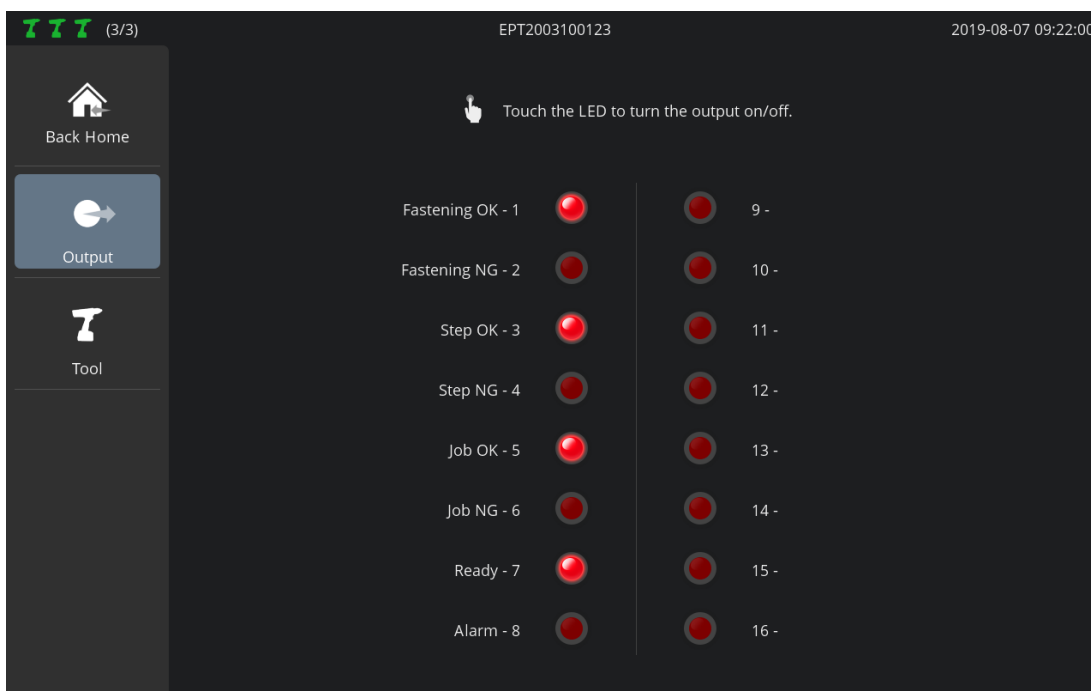 (3/3) EPT2003100123 2019-08-07 09:22:00
Back Home
Output
Tool
Touch the LED to turn the output on/off.
Fastening OK - 1
Fastening NG - 2
Step OK - 3
Step NG - 4
Job OK - 5
Job NG - 6
Ready - 7
Alarm - 8
9 -
10 -
11 -
12 -
13 -
14 -
15 -
16 -